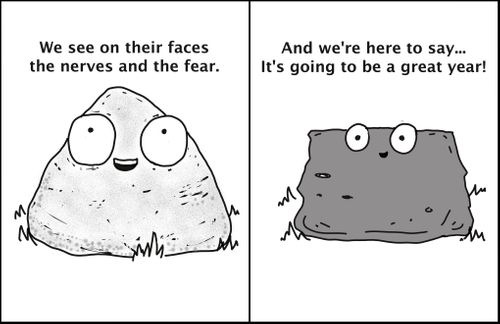 We see on their faces
the nerves and the fear.
And we're here to say...
It's going to be a great year!